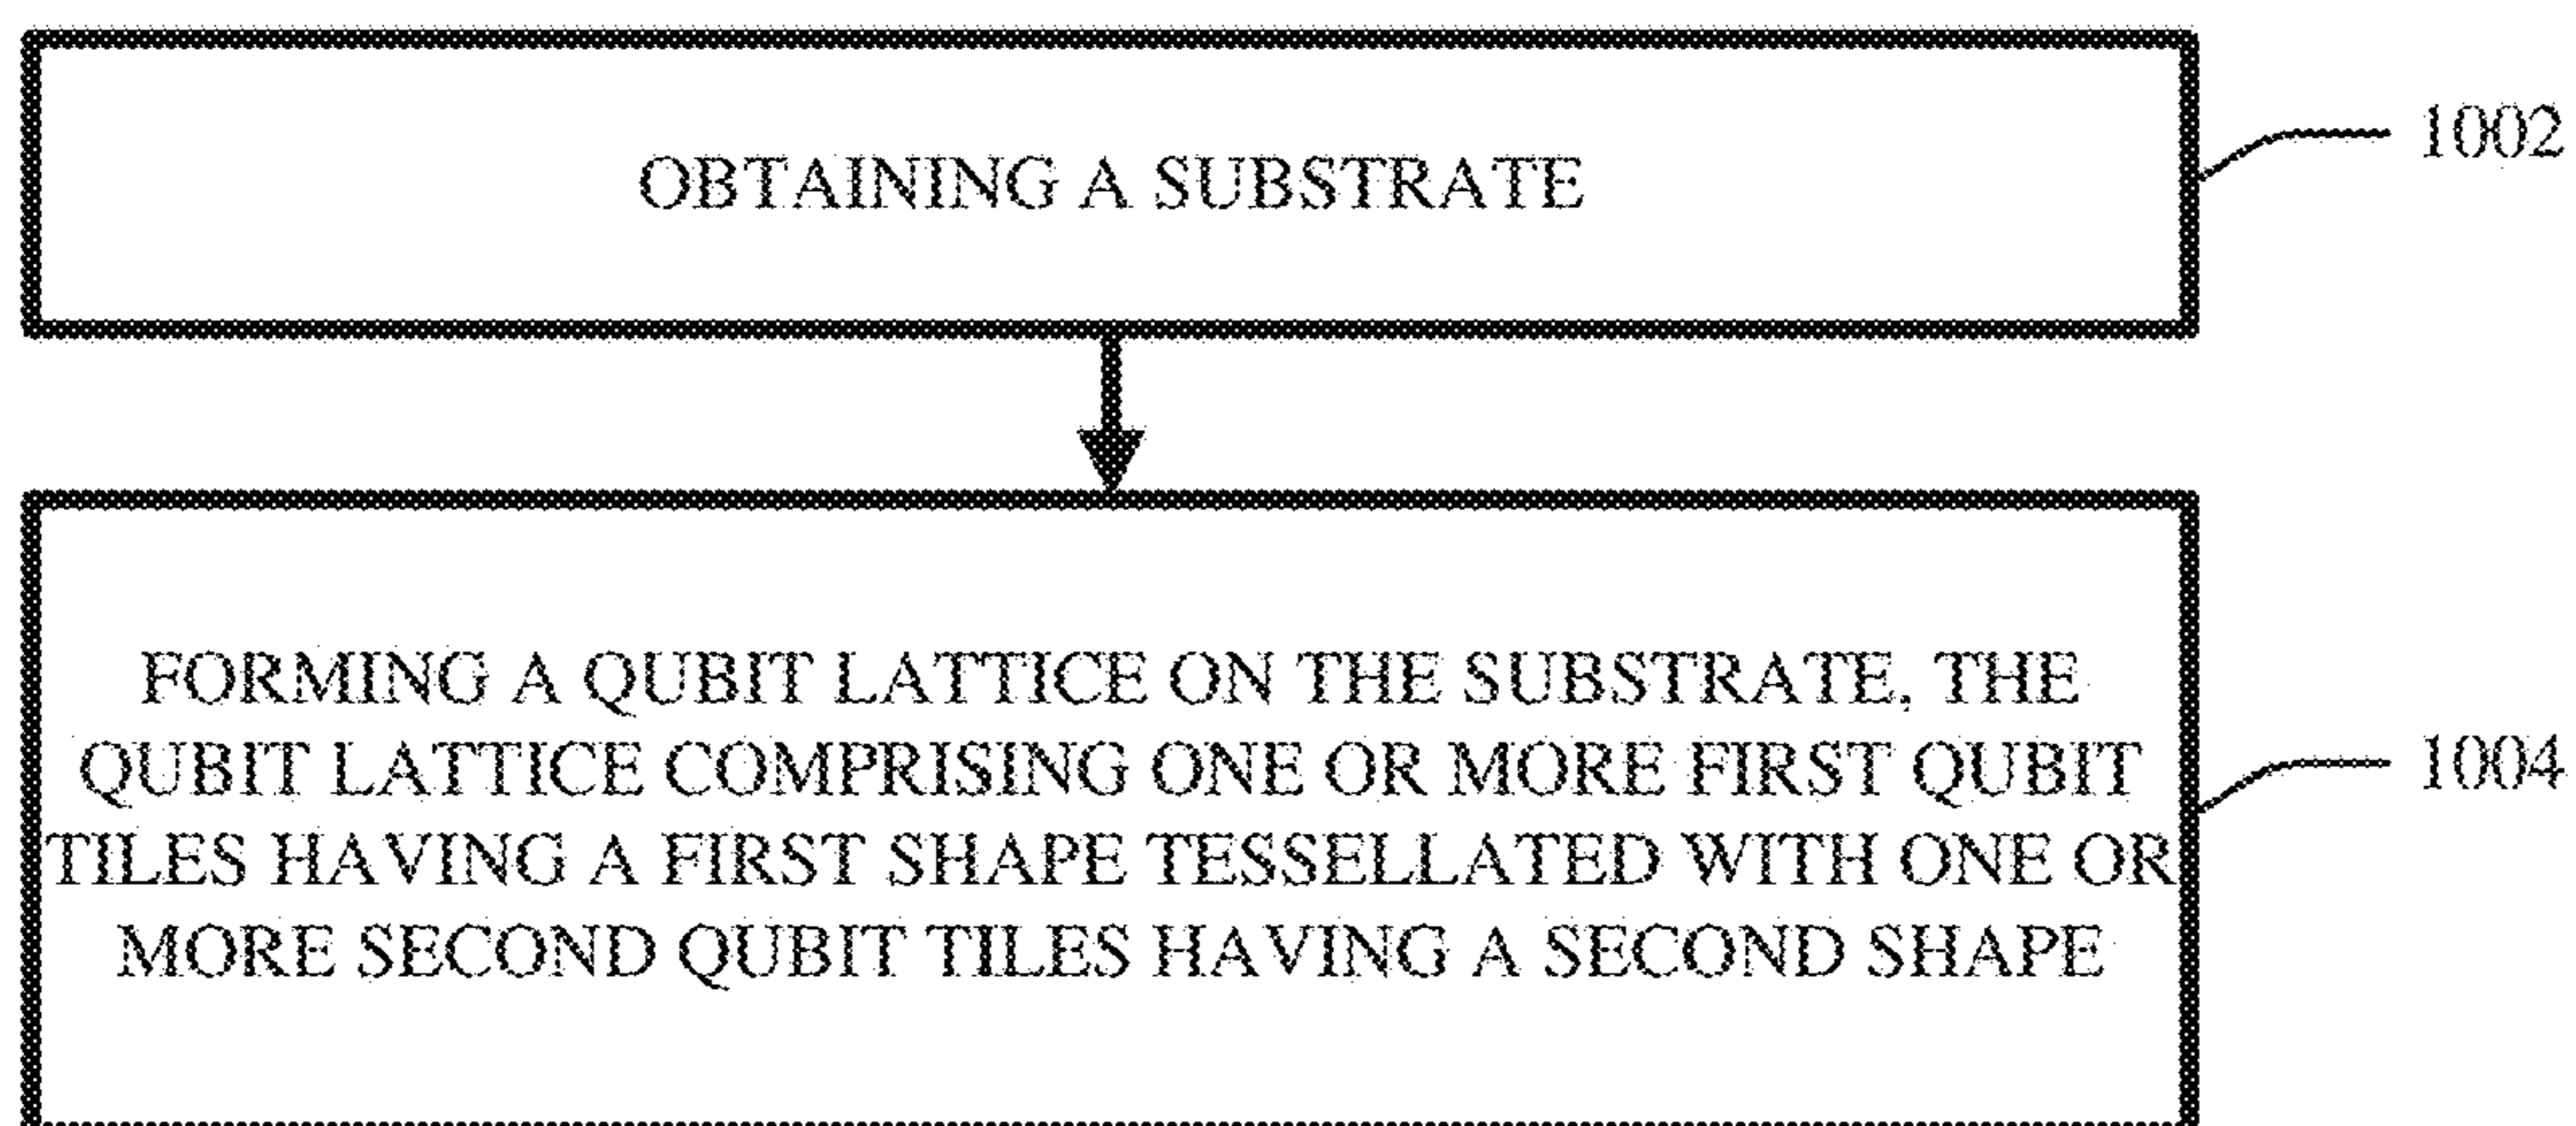 OBTAINING A SUBSTRATE
1002
FORMING A QUBIT LATTICE ON THE SUBSTRATE, THE
QUBIT LATTICE COMPRISING ONE OR MORE FIRST QUBIT
TILES HAVING A FIRST SHAPE TESSELLATED WITH ONE OR
MORE SECOND QUBIT TILES HAVING A SECOND SHAPE
1004